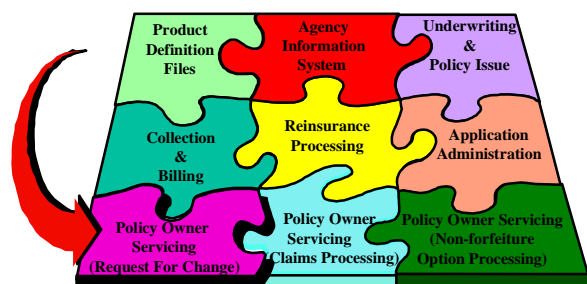 Product
Definition
Files
Agency
Information
System
Underwriting
&
Policy Issue
Collection
&
Billing
Reinsurance
Processing
Application
Administration
Policy Owner
Servicing
(Request For Change)
Policy Owner
Servicing
Claims Processing)
Policy Owner Servicing
(Non-forfeiture
Option Processing)